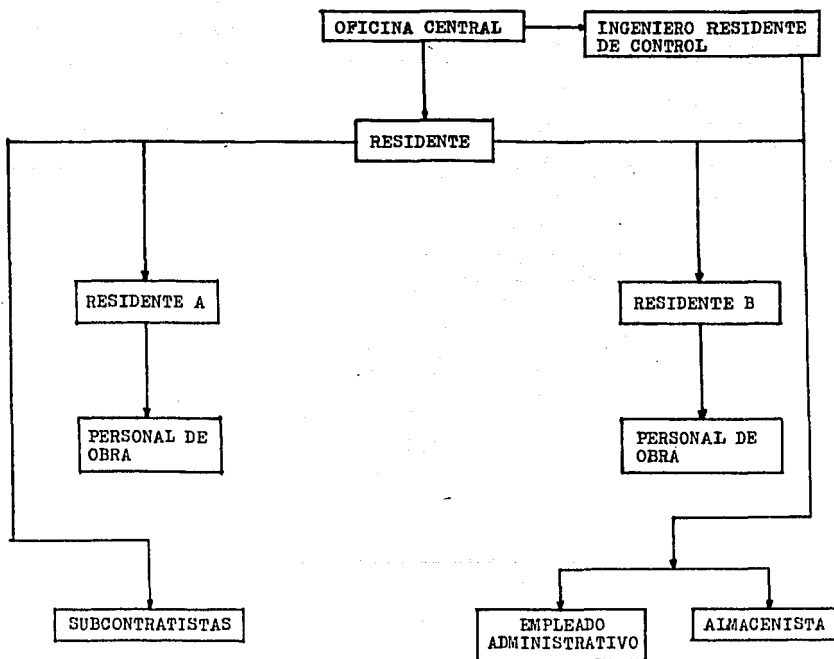 OFICINA CENTRAL
INGENIERO RESIDENTE
DE CONTROL
RESIDENTE
RESIDENTE A
RESIDENTE B
PERSONAL DE
OBRA
PERSONAL DE
OBRA
SUBCONTRATISTAS
EMPLEADO
ADMINISTRATIVO
ALMACENISTA